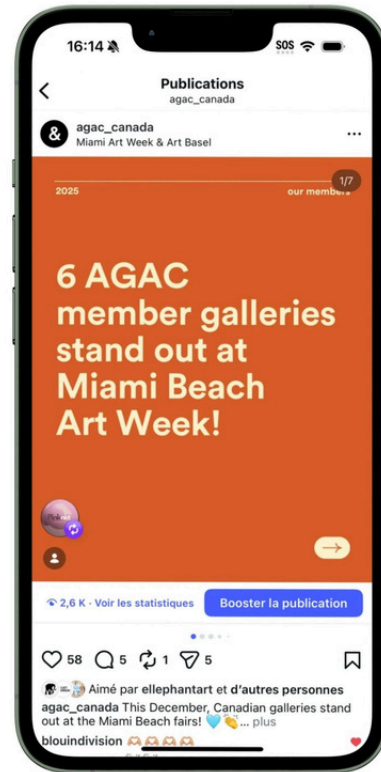 16:14
SOS
Publications
agac_canada
&
agac_canada
Miami Art Week & Art Basel
1/7
2025
our members
6 AGAC
member galleries
stand out at
Miami Beach
Art Week!
2,6 K · Voir les statistiques
Booster la publication
58
5
1
5
Aimé par ellephantart et d'autres personnes
agac_canada This December, Canadian galleries stand
out at the Miami Beach fairs! 🩵👏... plus
blouindivision 🫶🏻🫶🏻🫶🏻🫶🏻